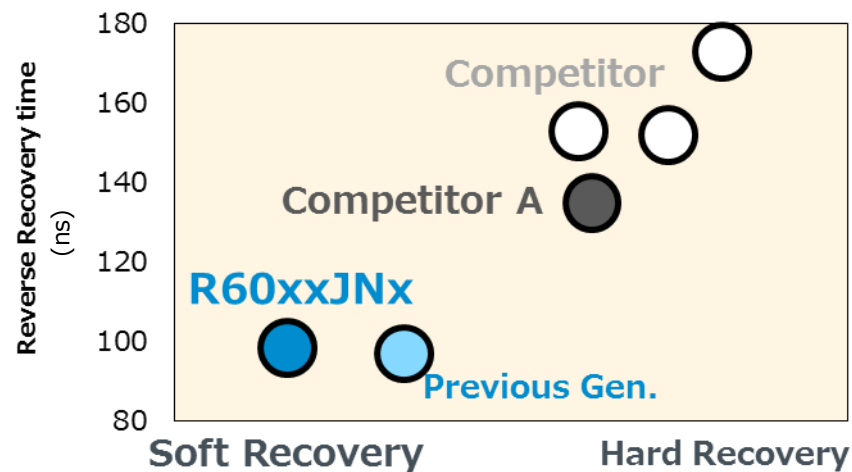 180
160
140
120
100
80
Reverse Recovery time
(ns)
Competitor
Competitor A
R60xxJNx
Previous Gen.
Soft Recovery
Hard Recovery